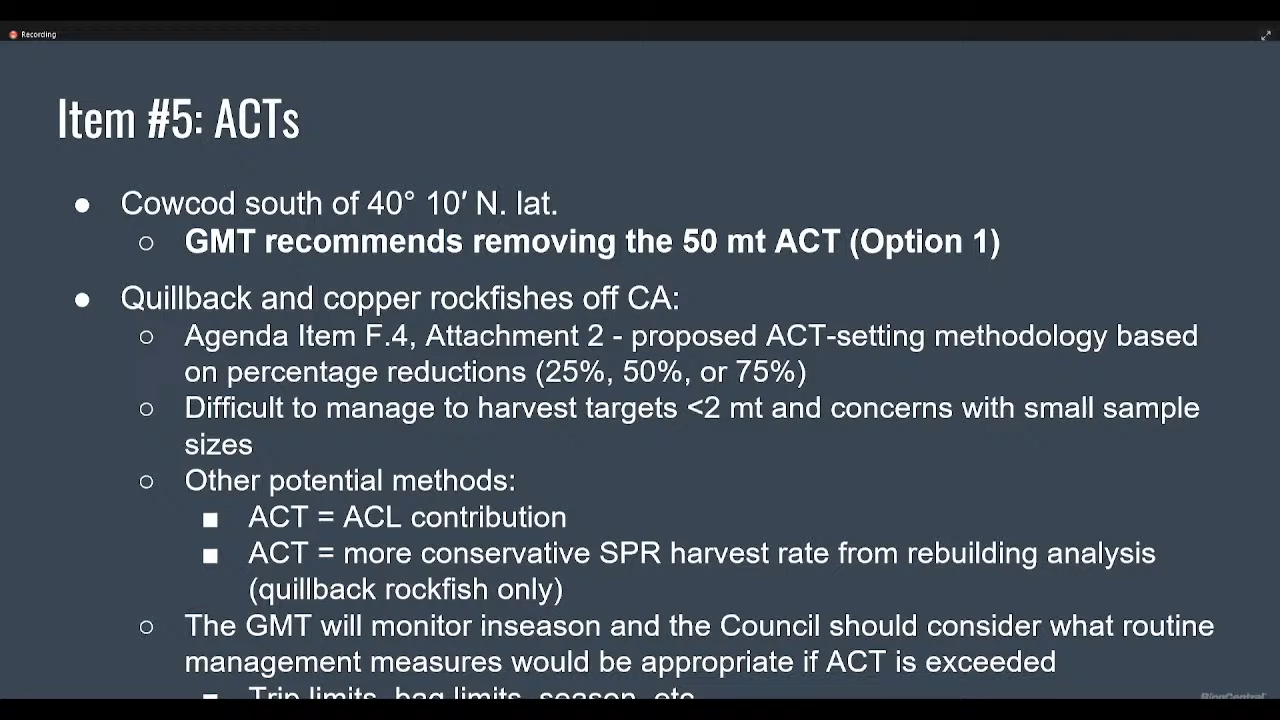 Recording
Item #5: ACTs
● Cowcod south of 40° 10′ N. lat.
○ GMT recommends removing the 50 mt ACT (Option 1)
● Quillback and copper rockfishes off CA:
○ Agenda Item F.4, Attachment 2 - proposed ACT-setting methodology based
on percentage reductions (25%, 50%, or 75%)
○ Difficult to manage to harvest targets <2 mt and concerns with small sample
sizes
○ Other potential methods:
■ ACT = ACL contribution
■ ACT = more conservative SPR harvest rate from rebuilding analysis
(quillback rockfish only)
○ The GMT will monitor inseason and the Council should consider what routine
management measures would be appropriate if ACT is exceeded
■ Trip limits, bag limits, season, etc
RingCentral